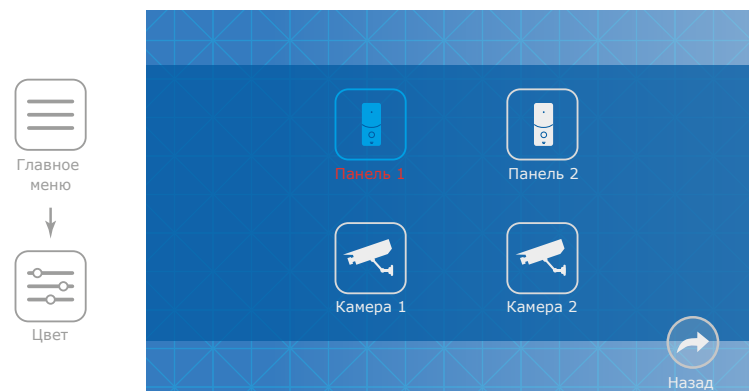 Главное
меню
Цвет
Панель 1
Панель 2
Камера 1
Камера 2
Назад